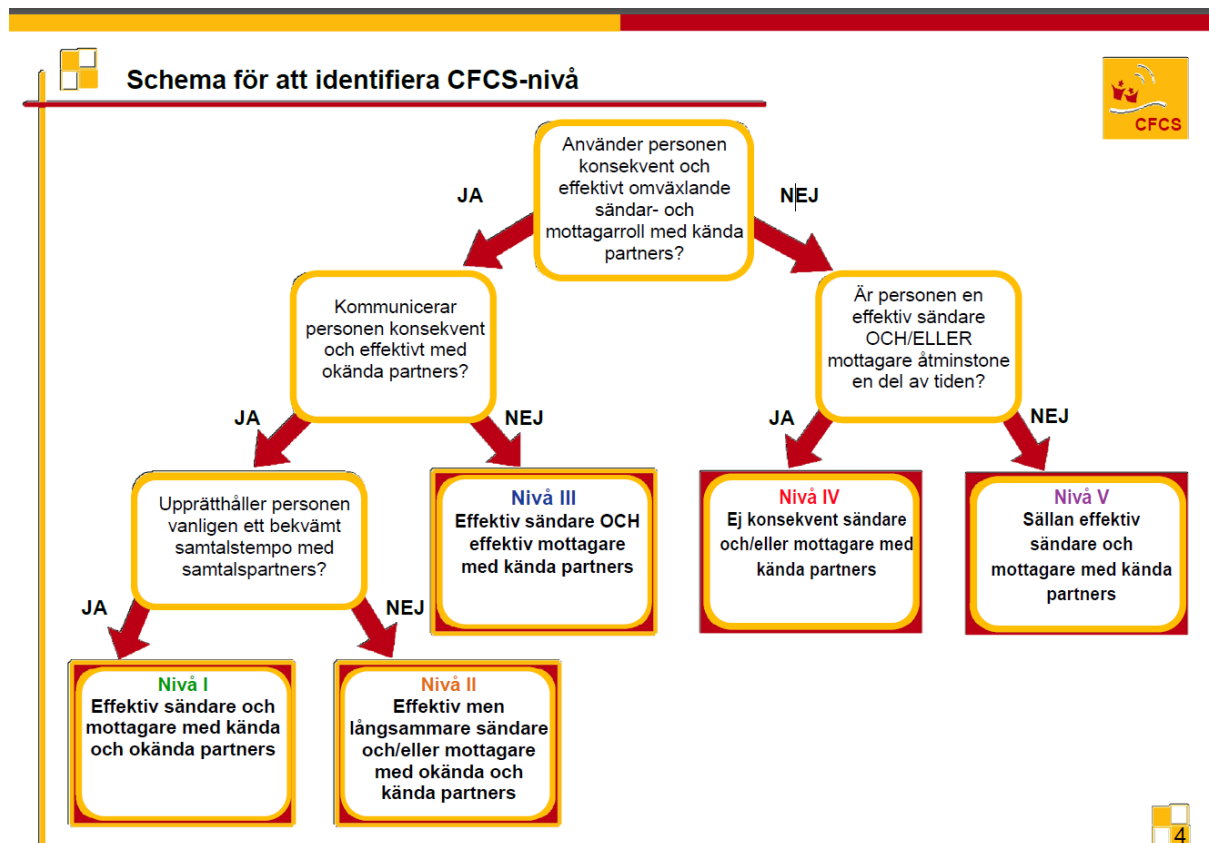 Schema för att identifiera CFCS-nivå
CFCS
Använder personen
konsekvent och
effektivt omväxlande
sändar- och
mottagarroll med kända
partners?
JA
NEJ
Kommunicerar
personen konsekvent
och effektivt med
okända partners?
Är personen en
effektiv sändare
OCH/ELLER
mottagare åtminstone
en del av tiden?
JA
NEJ
JA
NEJ
Upprätthåller personen
vanligen ett bekvämt
samtalstempo med
samtalspartners?
Nivå III
Effektiv sändare OCH
effektiv mottagare
med kända partners
Nivå IV
Ej konsekvent sändare
och/eller mottagare med
kända partners
Nivå V
Sällan effektiv
sändare och
mottagare med kända
partners
JA
NEJ
Nivå I
Effektiv sändare och
mottagare med kända
och okända partners
Nivå II
Effektiv men
långsammare sändare
och/eller mottagare
med okända och
kända partners
4